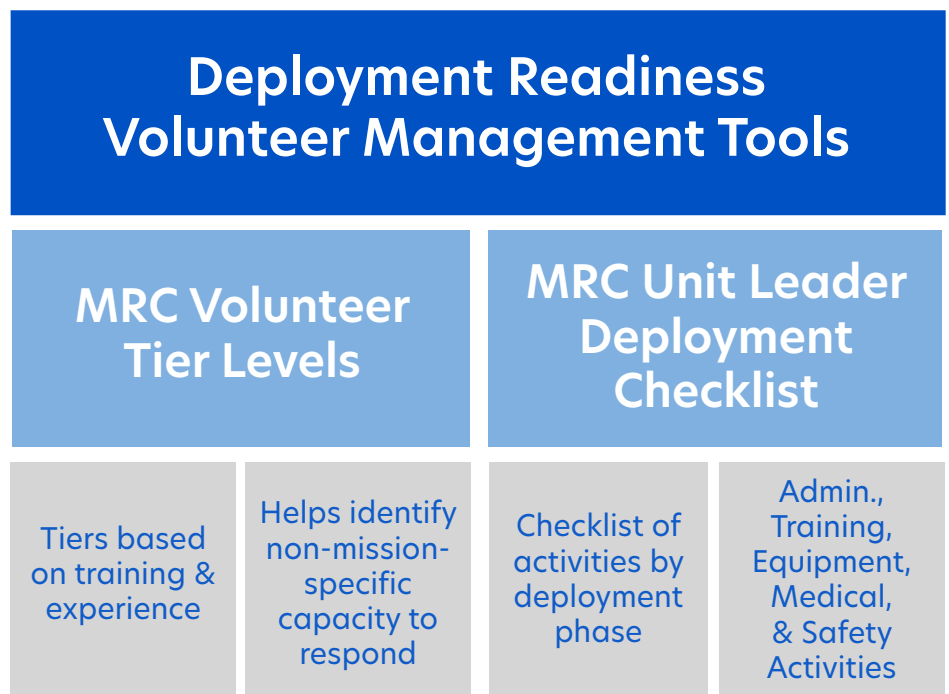 Deployment Readiness
Volunteer Management Tools
MRC Volunteer
Tier Levels
MRC Unit Leader
Deployment
Checklist
Tiers based
on training &
experience
Helps identify
non-mission-
specific
capacity to
respond
Checklist of
activities by
deployment
phase
Admin.,
Training,
Equipment,
Medical,
& Safety
Activities